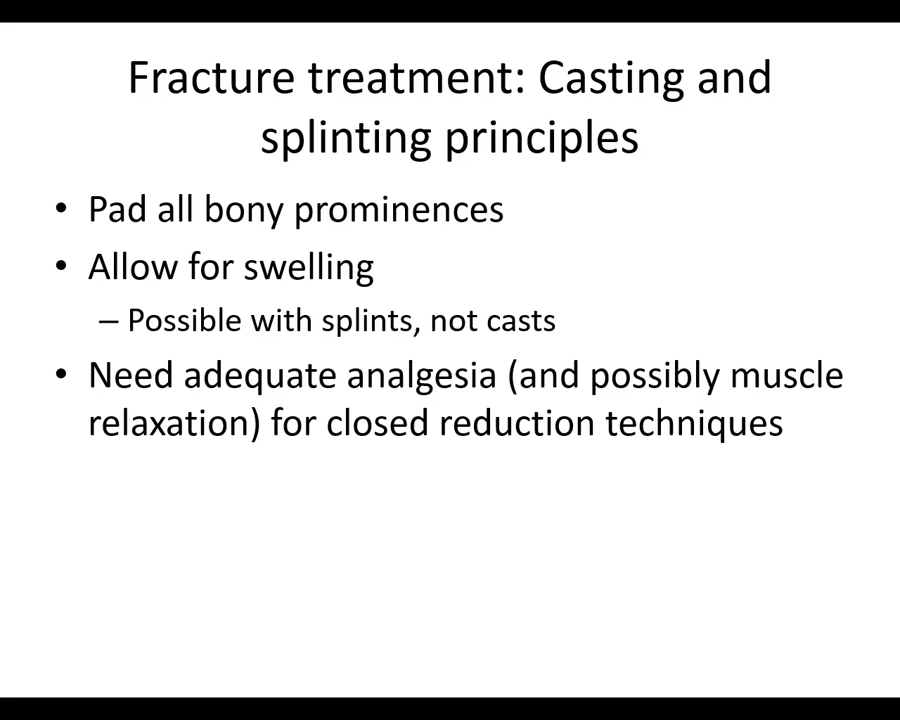 Fracture treatment: Casting and
splinting principles
• Pad all bony prominences
• Allow for swelling
– Possible with splints, not casts
• Need adequate analgesia (and possibly muscle
relaxation) for closed reduction techniques